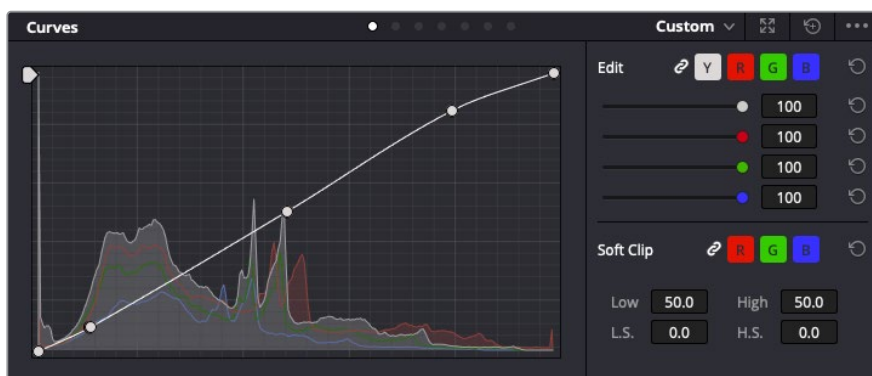 Curves
Custom
Edit Y R G B
100
100
100
100
Soft Clip R G B
Low 50.0 High 50.0
L.S. 0.0 H.S. 0.0